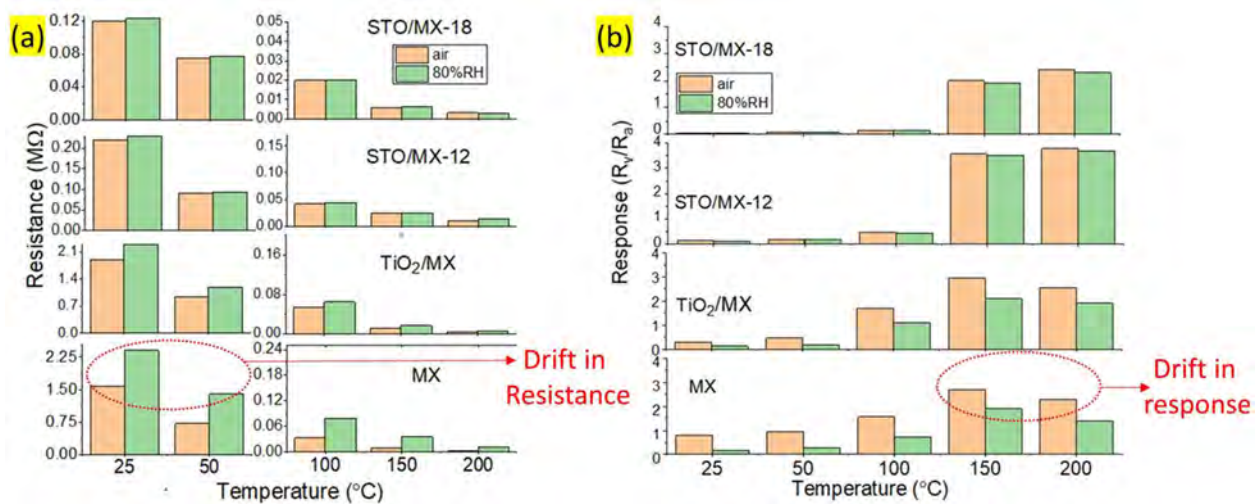 (a)
Resistance (MΩ)
0.12
0.08
0.04
0.00
0.05
0.04
0.03
0.02
0.01
0.00
STO/MX-18
air
80%RH
0.20
0.15
0.10
0.05
0.00
0.15
0.10
0.05
0.00
STO/MX-12
2.1
1.4
0.7
0.0
0.16
0.08
0.00
TiO₂/MX
2.25
1.50
0.75
0.00
0.24
0.18
0.12
0.06
0.00
MX
Drift in
Resistance
25 50 100 150 200
Temperature (°C)
(b)
Response (Rᵥ/Rₐ)
4
3
2
1
0
STO/MX-18
air
80%RH
4
3
2
1
0
STO/MX-12
4
3
2
1
0
TiO₂/MX
4
3
2
1
0
MX
Drift in
response
25 50 100 150 200
Temperature (°C)